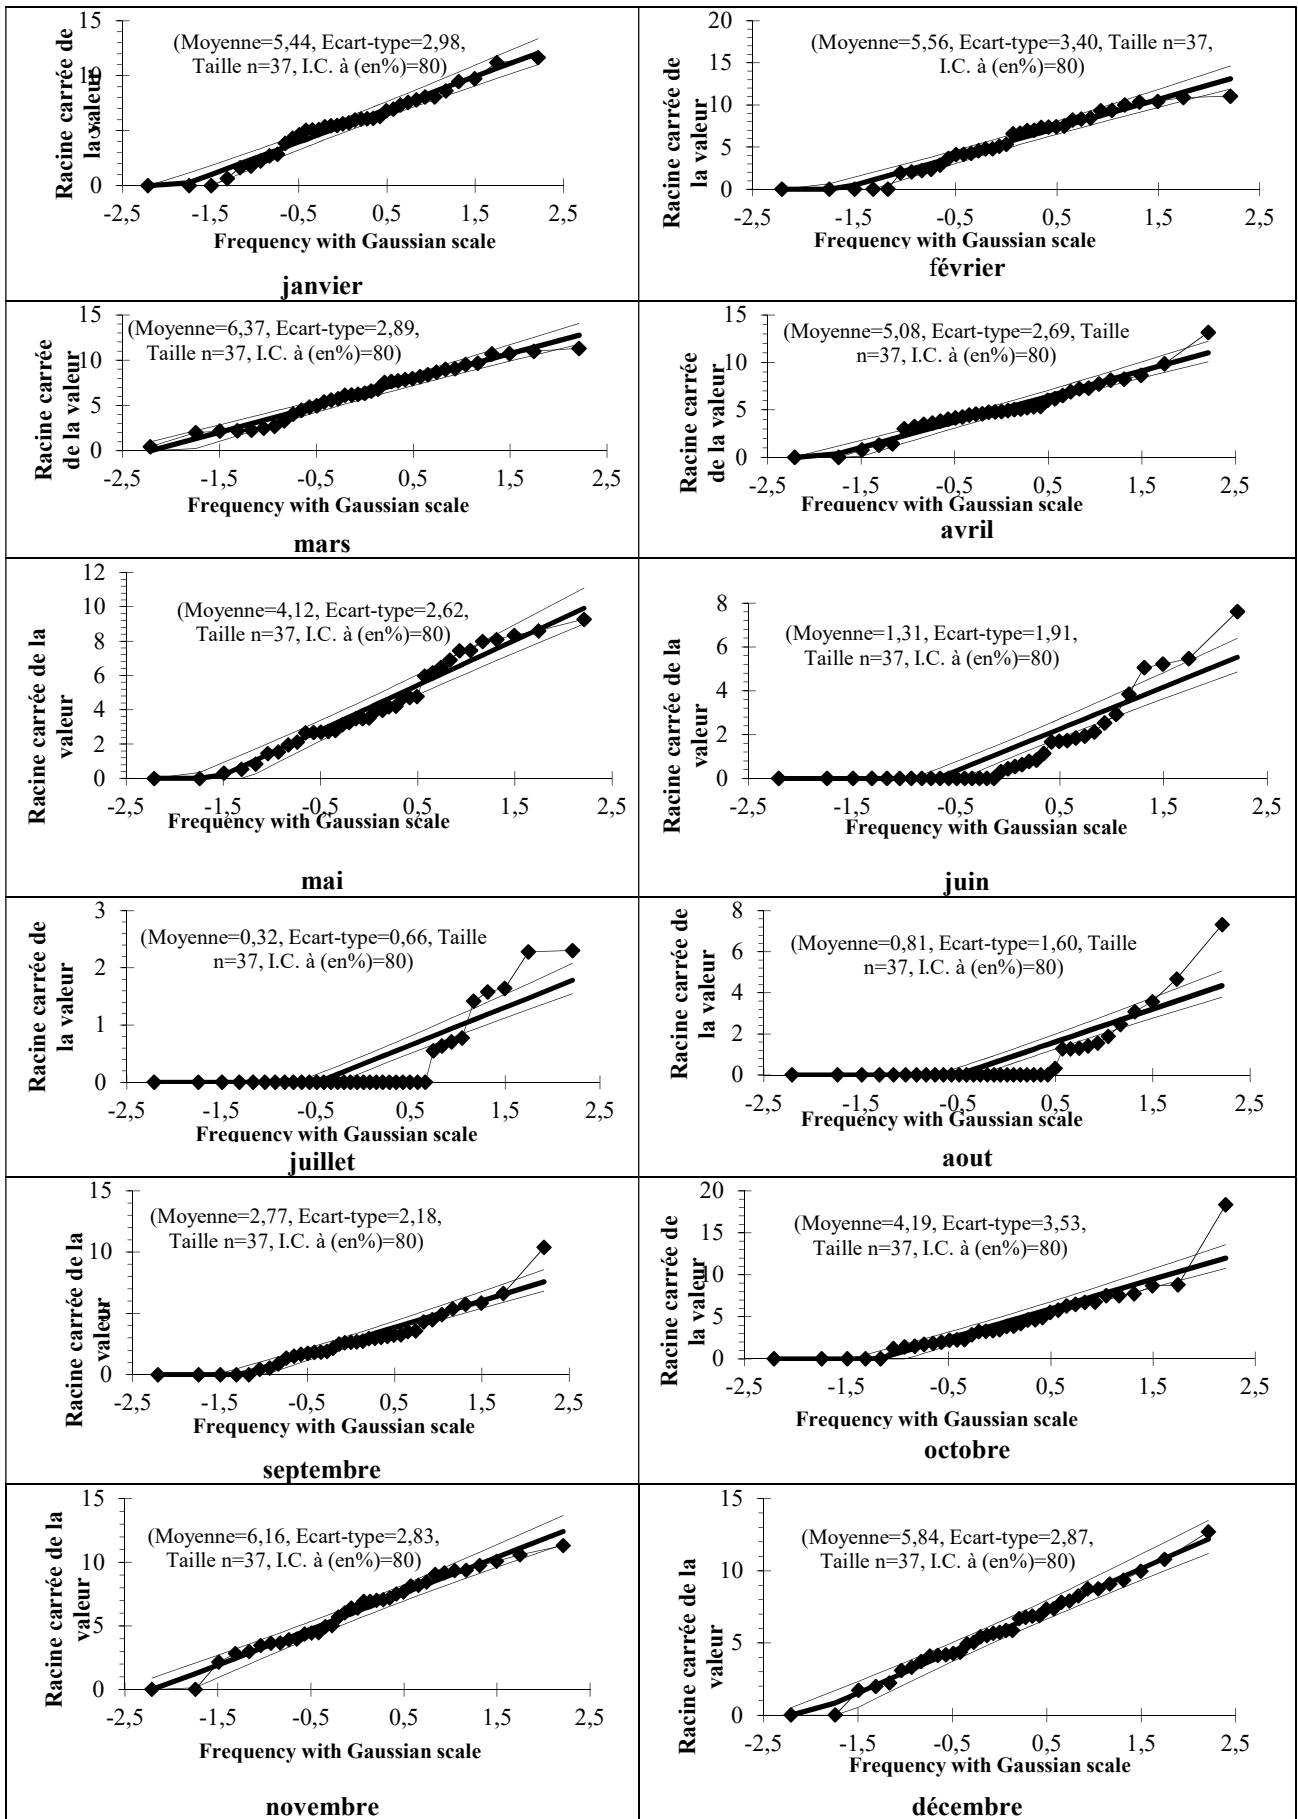 15
10
5
0
Racine carrée de
la valeur
(Moyenne=5,44, Ecart-type=2,98,
Taille n=37, I.C. à (en%)=80)
-2,5 -1,5 -0,5 0,5 1,5 2,5
Frequency with Gaussian scale
janvier
20
15
10
5
0
Racine carrée de
la valeur
(Moyenne=5,56, Ecart-type=3,40, Taille n=37,
I.C. à (en%)=80)
-2,5 -1,5 -0,5 0,5 1,5 2,5
Frequency with Gaussian scale
février
15
10
5
0
Racine carrée
de la valeur
(Moyenne=6,37, Ecart-type=2,89,
Taille n=37, I.C. à (en%)=80)
-2,5 -1,5 -0,5 0,5 1,5 2,5
Frequency with Gaussian scale
mars
15
10
5
0
Racine carrée
de la valeur
(Moyenne=5,08, Ecart-type=2,69, Taille
n=37, I.C. à (en%)=80)
-2,5 -1,5 -0,5 0,5 1,5 2,5
Frequency with Gaussian scale
avril
12
10
8
6
4
2
0
Racine carrée de la
valeur
(Moyenne=4,12, Ecart-type=2,62,
Taille n=37, I.C. à (en%)=80)
-2,5 -1,5 -0,5 0,5 1,5 2,5
Frequency with Gaussian scale
mai
8
6
4
2
0
Racine carrée de la
valeur
(Moyenne=1,31, Ecart-type=1,91,
Taille n=37, I.C. à (en%)=80)
-2,5 -1,5 -0,5 0,5 1,5 2,5
Frequency with Gaussian scale
juin
3
2
1
0
Racine carrée de
la valeur
(Moyenne=0,32, Ecart-type=0,66, Taille
n=37, I.C. à (en%)=80)
-2,5 -1,5 -0,5 0,5 1,5 2,5
Frequency with Gaussian scale
juillet
8
6
4
2
0
Racine carrée de
la valeur
(Moyenne=0,81, Ecart-type=1,60, Taille
n=37, I.C. à (en%)=80)
-2,5 -1,5 -0,5 0,5 1,5 2,5
Frequency with Gaussian scale
aout
15
10
5
0
Racine carrée de la
valeur
(Moyenne=2,77, Ecart-type=2,18,
Taille n=37, I.C. à (en%)=80)
-2,5 -1,5 -0,5 0,5 1,5 2,5
Frequency with Gaussian scale
septembre
20
15
10
5
0
Racine carrée de
la valeur
(Moyenne=4,19, Ecart-type=3,53,
Taille n=37, I.C. à (en%)=80)
-2,5 -1,5 -0,5 0,5 1,5 2,5
Frequency with Gaussian scale
octobre
15
10
5
0
Racine carrée de la
valeur
(Moyenne=6,16, Ecart-type=2,83,
Taille n=37, I.C. à (en%)=80)
-2,5 -1,5 -0,5 0,5 1,5 2,5
Frequency with Gaussian scale
novembre
15
10
5
0
Racine carrée de la
valeur
(Moyenne=5,84, Ecart-type=2,87,
Taille n=37, I.C. à (en%)=80)
-2,5 -1,5 -0,5 0,5 1,5 2,5
Frequency with Gaussian scale
décembre